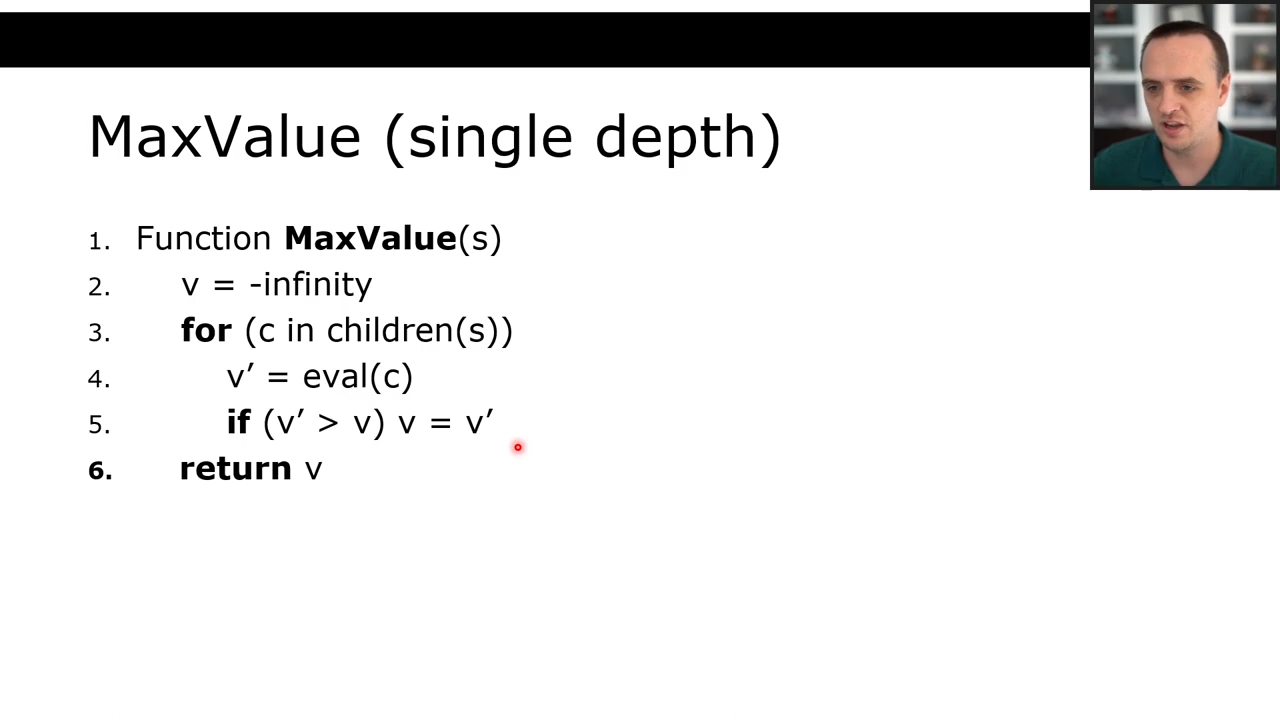 MaxValue (single depth)
1. Function MaxValue(s)
2. v = -infinity
3. for (c in children(s))
4. v’ = eval(c)
5. if (v’ > v) v = v’
6. return v